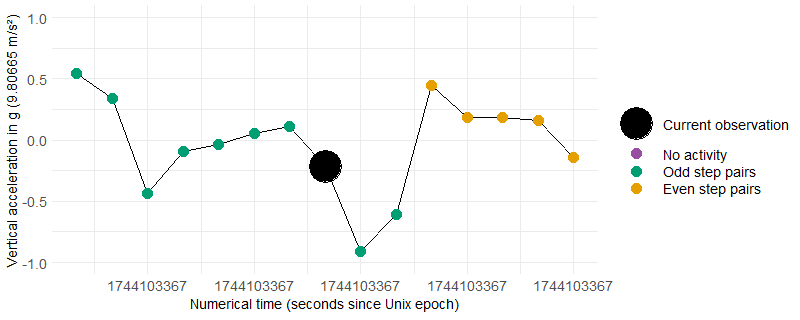 Vertical acceleration in g (9.80665 m/s²)
1.0
0.5
0.0
-0.5
-1.0
1744103367 1744103367 1744103367 1744103367 1744103367
Numerical time (seconds since Unix epoch)
Current observation
No activity
Odd step pairs
Even step pairs